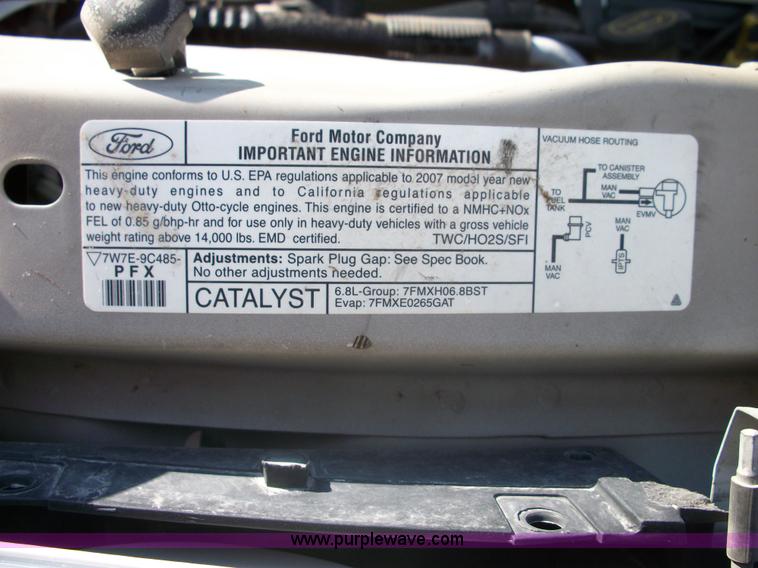 Ford
Ford Motor Company
IMPORTANT ENGINE INFORMATION
This engine conforms to U.S. EPA regulations applicable to 2007 model year new
heavy-duty engines and to California regulations applicable
to new heavy-duty Otto-cycle engines. This engine is certified to a NMHC+NOx
FEL of 0.85 g/bhp-hr and for use only in heavy-duty vehicles with a gross vehicle
weight rating above 14,000 lbs. EMD certified. TWC/HO2S/SFI
7W7E-9C485-
PFX
Adjustments: Spark Plug Gap: See Spec Book.
No other adjustments needed.
CATALYST
6.8L-Group: 7FMXH06.8BST
Evap: 7FMXE0265GAT
VACUUM HOSE ROUTING
TO CANISTER
ASSEMBLY
MAN
VAC
TO
FUEL
TANK
EVMV
PCV
MAN
VAC
IPTS
MAN
VAC
www.purplewave.com